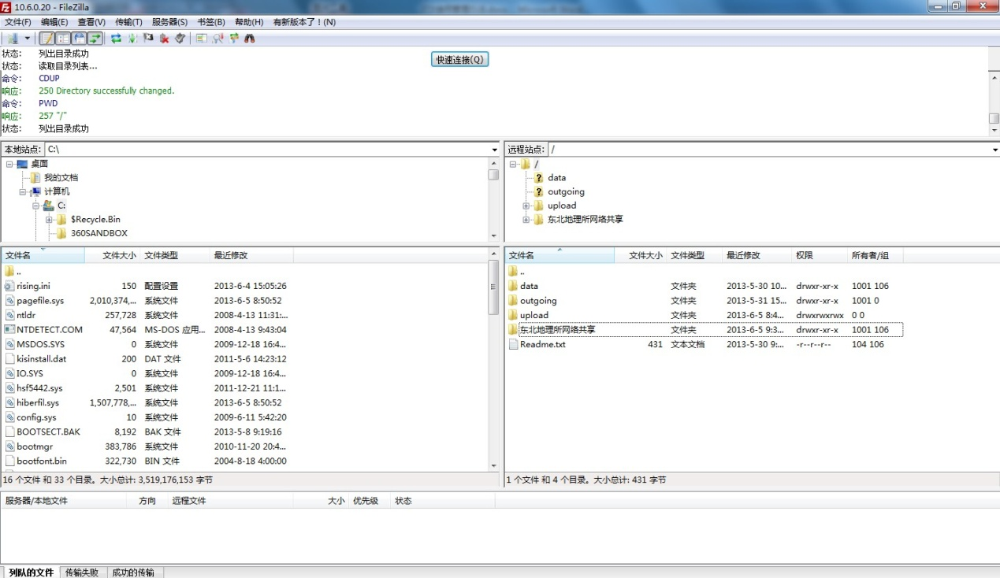 10.6.0.20 - FileZilla
文件(F) 编辑(E) 查看(V) 传输(T) 服务器(S) 书签(B) 帮助(H) 有新版本了！(N)
快速连接(Q)
状态: 列出目录成功
状态: 读取目录列表...
命令: CDUP
响应: 250 Directory successfully changed.
命令: PWD
响应: 257 "/"
状态: 列出目录成功
本地站点: C:\
桌面
我的文档
计算机
C:
$Recycle.Bin
360SANDBOX
远程站点: /
/
data
outgoing
upload
东北地理所网络共享
文件名 文件大小 文件类型 最近修改
..
rising.ini 150 配置设置 2013-6-4 15:05:26
pagefile.sys 2,010,374,... 系统文件 2013-6-5 8:50:52
ntldr 257,728 系统文件 2008-4-13 11:31:...
NTDETECT.COM 47,564 MS-DOS 应用... 2008-4-13 9:43:04
MSDOS.SYS 0 系统文件 2009-12-18 16:4...
kisinstall.dat 200 DAT 文件 2011-5-6 14:23:12
IO.SYS 0 系统文件 2009-12-18 16:4...
hsf5442.sys 2,501 系统文件 2011-12-21 11:1...
hiberfil.sys 1,507,778,... 系统文件 2013-6-5 8:50:52
config.sys 10 系统文件 2009-6-11 5:42:20
BOOTSECT.BAK 8,192 BAK 文件 2013-5-8 9:19:16
bootmgr 383,786 系统文件 2010-11-20 20:4...
bootfont.bin 322,730 BIN 文件 2004-8-18 4:00:00
16 个文件 和 33 个目录。大小总计: 3,519,176,153 字节
文件名 文件大小 文件类型 最近修改 权限 所有者/组
..
data 文件夹 2013-5-30 10... drwxr-xr-x 1001 106
outgoing 文件夹 2013-5-31 15... drwxr-xr-x 1001 0
upload 文件夹 2013-6-5 8:4... drwxrwxrwx 0 0
东北地理所网络共享 文件夹 2013-6-5 9:3... drwxr-xr-x 1001 106
Readme.txt 431 文本文档 2013-5-30 9:... -r--r--r-- 104 106
1 个文件 和 4 个目录。大小总计: 431 字节
服务器/本地文件 方向 远程文件 大小 优先级 状态
列队的文件 传输失败 成功的传输